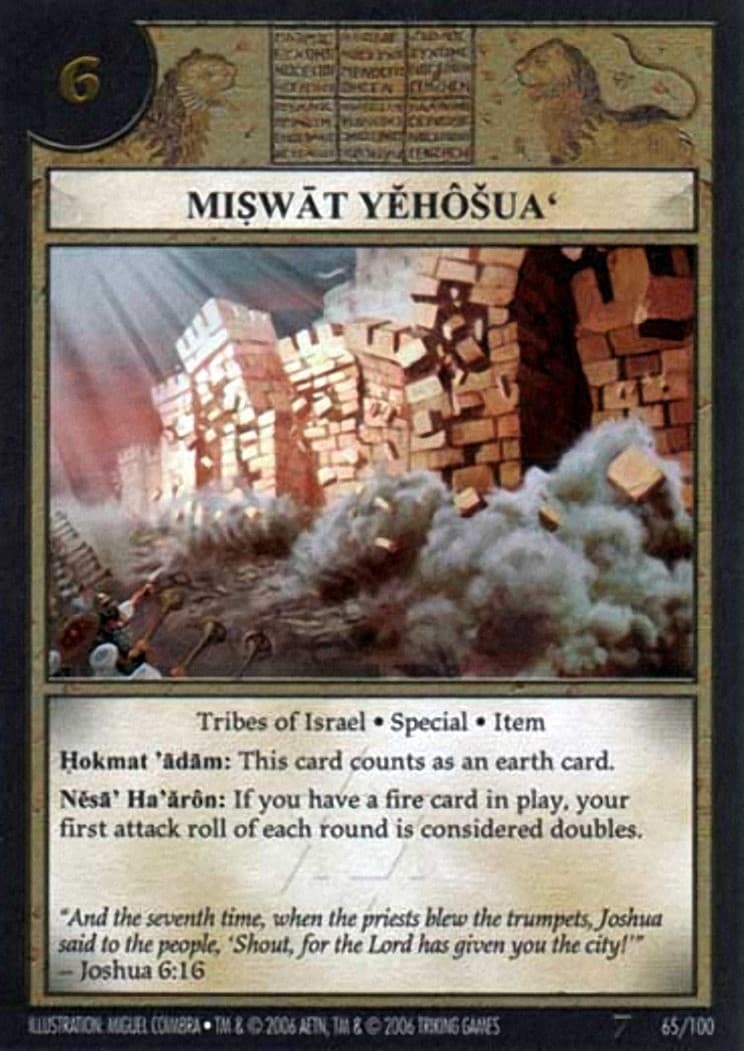 6
MIṢWĀT YĔHÔŠUA‘
Tribes of Israel • Special • Item
Ḥokmat ’ādām: This card counts as an earth card.
Nĕsā’ Ha’ārôn: If you have a fire card in play, your
first attack roll of each round is considered doubles.
“And the seventh time, when the priests blew the trumpets, Joshua
said to the people, ‘Shout, for the Lord has given you the city!’”
– Joshua 6:16
ILLUSTRATION: MIGUEL COIMBRA • TM & © 2006 AETN, TM & © 2006 TRIKING GAMES
65/100